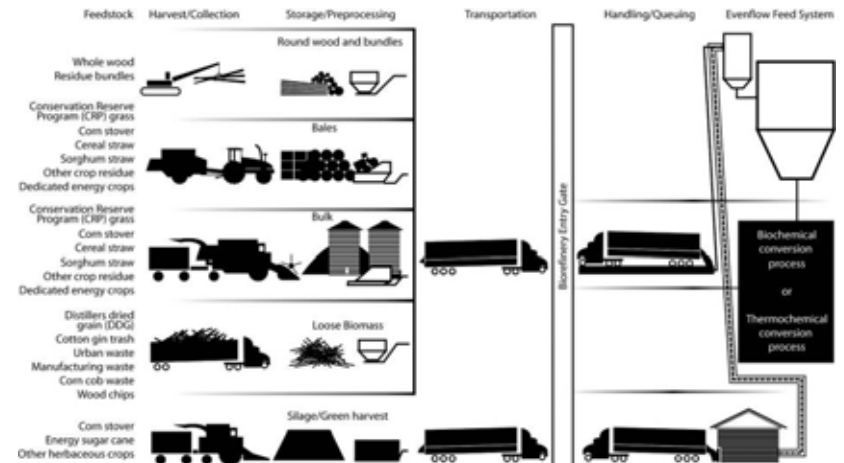 Feedstock
Harvest/Collection
Storage/Preprocessing
Transportation
Handling/Queuing
Evenflow Feed System
Round wood and bundles
Whole wood
Residue bundles
Conservation Reserve
Program (CRP) grass
Corn stover
Cereal straw
Sorghum straw
Other crop residue
Dedicated energy crops
Bales
Conservation Reserve
Program (CRP) grass
Corn stover
Cereal straw
Sorghum straw
Other crop residue
Dedicated energy crops
Bulk
Distillers dried
grain (DDG)
Cotton gin trash
Urban waste
Manufacturing waste
Corn cob waste
Wood chips
Loose Biomass
Corn stover
Energy sugar cane
Other herbaceous crops
Silage/Green harvest
Biorefinery Entry Gate
Biochemical
conversion
process
or
Thermochemical
conversion
process